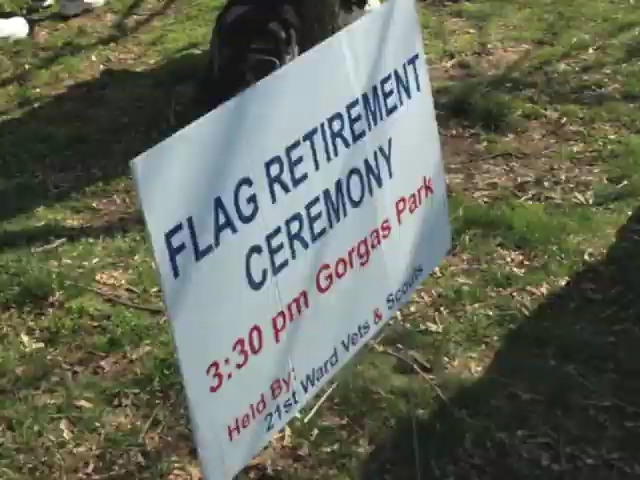 FLAG RETIREMENT
CEREMONY
3:30 pm Gorgas Park
Held By:
21st Ward Vets & Scouts